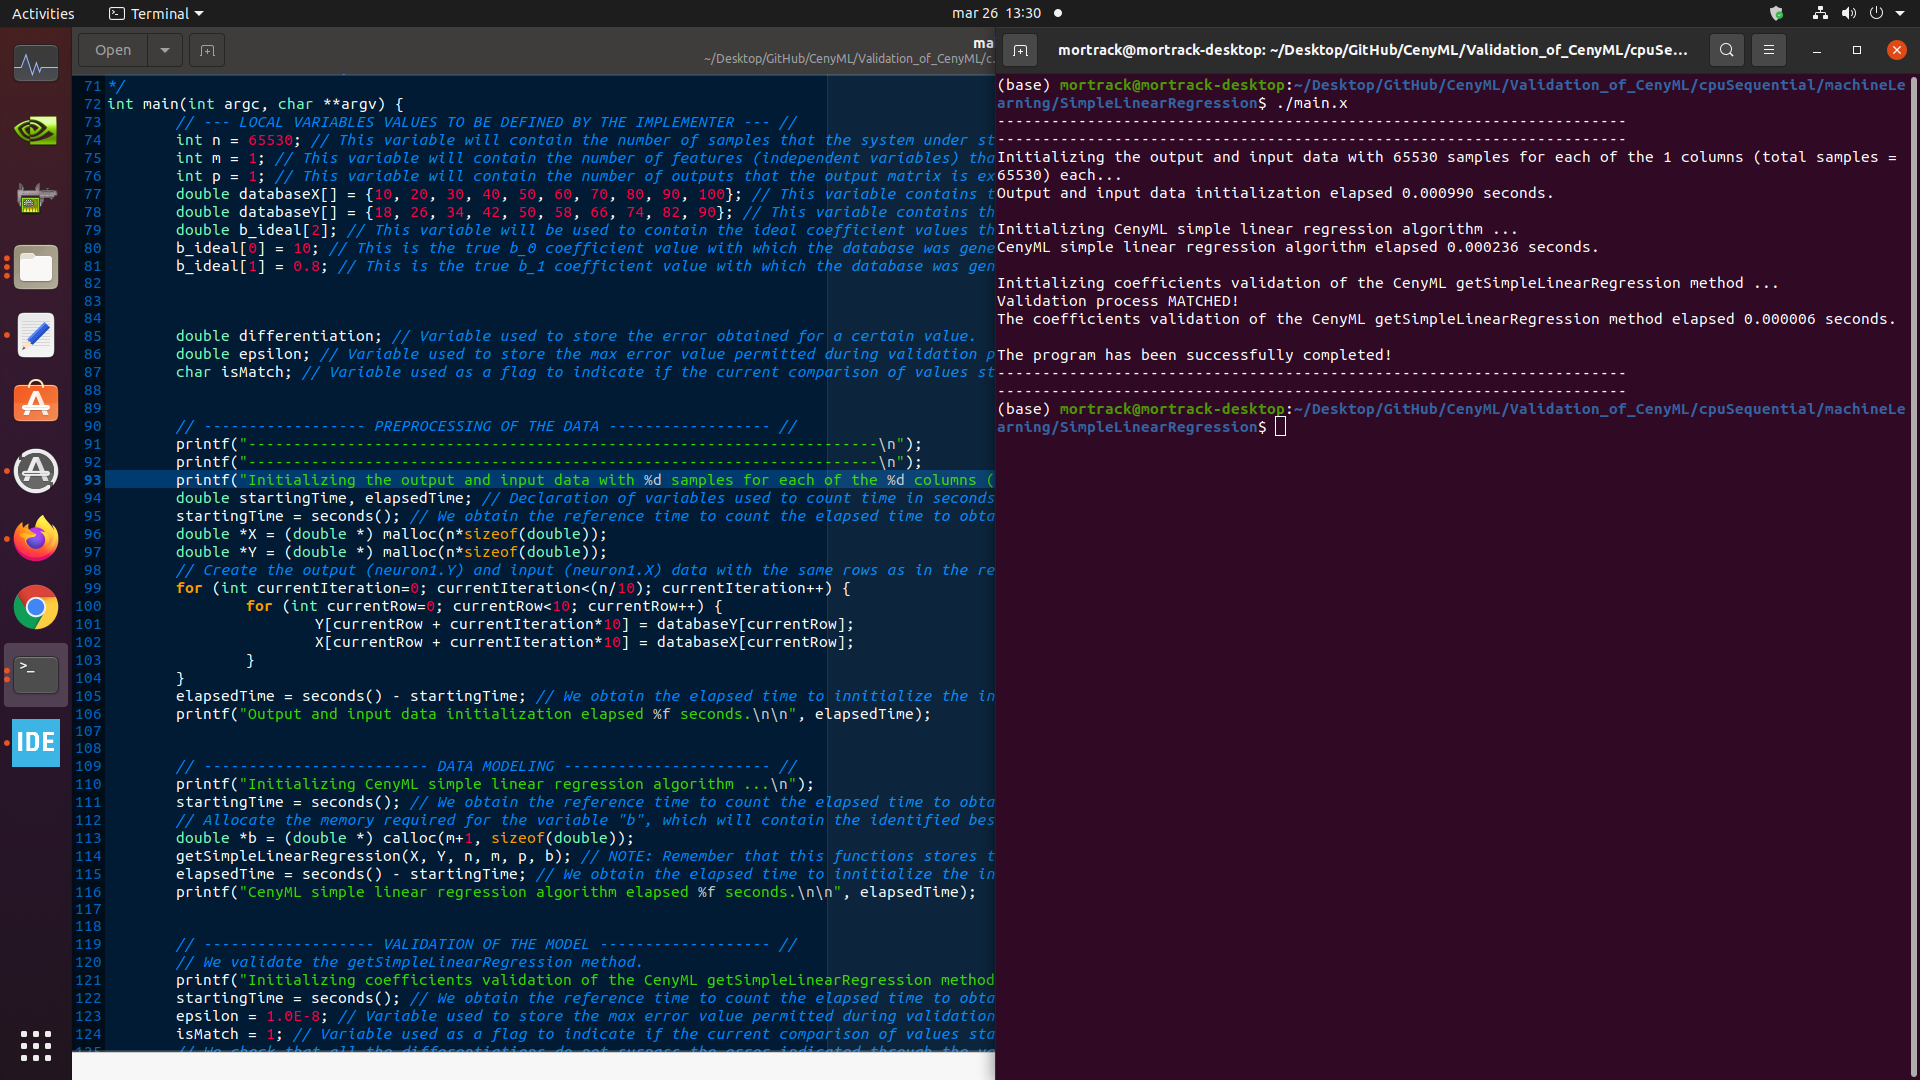 Activities
Terminal
mar 26 13:30
Open
ma
~/Desktop/GitHub/CenyML/Validation_of_CenyML/c.
71 */
72 int main(int argc, char **argv) {
73 // --- LOCAL VARIABLES VALUES TO BE DEFINED BY THE IMPLEMENTER --- //
74 int n = 65530; // This variable will contain the number of samples that the system under st
75 int m = 1; // This variable will contain the number of features (independent variables) tha
76 int p = 1; // This variable will contain the number of outputs that the output matrix is ex
77 double databaseX[] = {10, 20, 30, 40, 50, 60, 70, 80, 90, 100}; // This variable contains t
78 double databaseY[] = {18, 26, 34, 42, 50, 58, 66, 74, 82, 90}; // This variable contains th
79 double b_ideal[2]; // This variable will be used to contain the ideal coefficient values th
80 b_ideal[0] = 10; // This is the true b_0 coefficient value with which the database was gene
81 b_ideal[1] = 0.8; // This is the true b_1 coefficient value with which the database was gen
82
83
84
85 double differentiation; // Variable used to store the error obtained for a certain value.
86 double epsilon; // Variable used to store the max error value permitted during validation p
87 char isMatch; // Variable used as a flag to indicate if the current comparison of values st
88
89
90 // ------------------ PREPROCESSING OF THE DATA ------------------ //
91 printf("----------------------------------------------------------------------\n");
92 printf("----------------------------------------------------------------------\n");
93 printf("Initializing the output and input data with %d samples for each of the %d columns (
94 double startingTime, elapsedTime; // Declaration of variables used to count time in seconds
95 startingTime = seconds(); // We obtain the reference time to count the elapsed time to obta
96 double *X = (double *) malloc(n*sizeof(double));
97 double *Y = (double *) malloc(n*sizeof(double));
98 // Create the output (neuron1.Y) and input (neuron1.X) data with the same rows as in the re
99 for (int currentIteration=0; currentIteration<(n/10); currentIteration++) {
100 for (int currentRow=0; currentRow<10; currentRow++) {
101 Y[currentRow + currentIteration*10] = databaseY[currentRow];
102 X[currentRow + currentIteration*10] = databaseX[currentRow];
103 }
104 }
105 elapsedTime = seconds() - startingTime; // We obtain the elapsed time to innitialize the in
106 printf("Output and input data initialization elapsed %f seconds.\n\n", elapsedTime);
107
108
109 // ------------------------- DATA MODELING ----------------------- //
110 printf("Initializing CenyML simple linear regression algorithm ...\n");
111 startingTime = seconds(); // We obtain the reference time to count the elapsed time to obta
112 // Allocate the memory required for the variable "b", which will contain the identified bes
113 double *b = (double *) calloc(m+1, sizeof(double));
114 getSimpleLinearRegression(X, Y, n, m, p, b); // NOTE: Remember that this functions stores t
115 elapsedTime = seconds() - startingTime; // We obtain the elapsed time to innitialize the in
116 printf("CenyML simple linear regression algorithm elapsed %f seconds.\n\n", elapsedTime);
117
118
119 // ------------------- VALIDATION OF THE MODEL ------------------- //
120 // We validate the getSimpleLinearRegression method.
121 printf("Initializing coefficients validation of the CenyML getSimpleLinearRegression method
122 startingTime = seconds(); // We obtain the reference time to count the elapsed time to obta
123 epsilon = 1.0E-8; // Variable used to store the max error value permitted during validation
124 isMatch = 1; // Variable used as a flag to indicate if the current comparison of values sta
IDE
mortrack@mortrack-desktop: ~/Desktop/GitHub/CenyML/Validation_of_CenyML/cpuSe...
(base) mortrack@mortrack-desktop:~/Desktop/GitHub/CenyML/Validation_of_CenyML/cpuSequential/machineLe
arning/SimpleLinearRegression$ ./main.x
----------------------------------------------------------------------
----------------------------------------------------------------------
Initializing the output and input data with 65530 samples for each of the 1 columns (total samples =
65530) each...
Output and input data initialization elapsed 0.000990 seconds.
Initializing CenyML simple linear regression algorithm ...
CenyML simple linear regression algorithm elapsed 0.000236 seconds.
Initializing coefficients validation of the CenyML getSimpleLinearRegression method ...
Validation process MATCHED!
The coefficients validation of the CenyML getSimpleLinearRegression method elapsed 0.000006 seconds.
The program has been successfully completed!
----------------------------------------------------------------------
----------------------------------------------------------------------
(base) mortrack@mortrack-desktop:~/Desktop/GitHub/CenyML/Validation_of_CenyML/cpuSequential/machineLe
arning/SimpleLinearRegression$